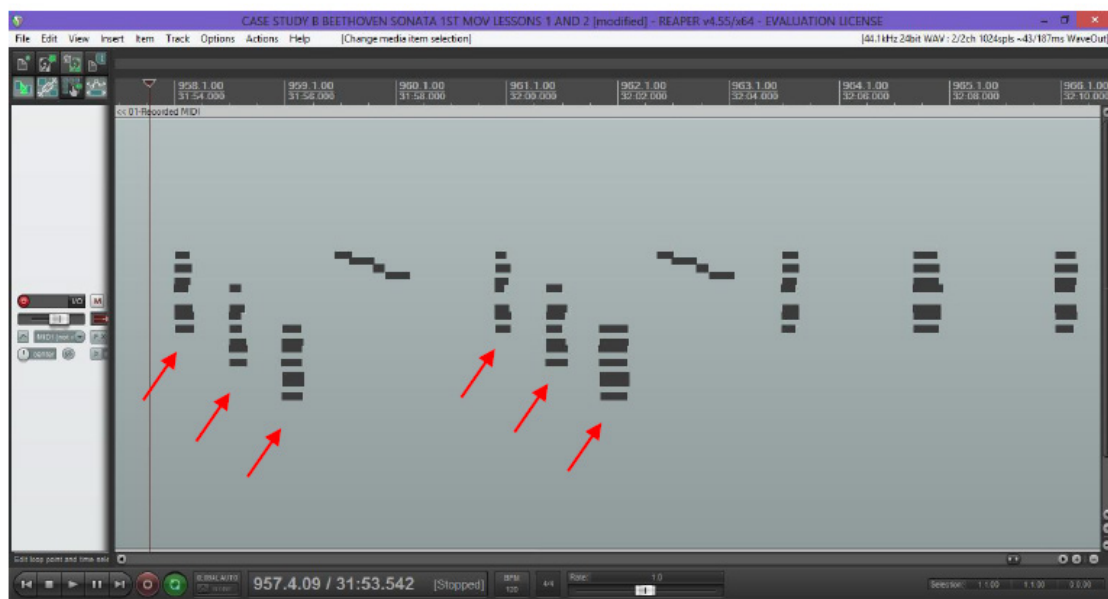 CASE STUDY B BEETHOVEN SONATA 1ST MOV LESSONS 1 AND 2 [modified] - REAPER v4.55/x64 - EVALUATION LICENSE
File Edit View Insert Item Track Options Actions Help [Change media item selection] [44.1kHz 24bit WAV : 2/2ch 1024spls ~43/187ms WaveOut]
958.1.00 959.1.00 960.1.00 961.1.00 962.1.00 963.1.00 964.1.00 965.1.00 966.1.00
31:54.000 31:56.000 31:58.000 32:00.000 32:02.000 32:04.000 32:06.000 32:08.000 32:10.000
<< 01-Recorded MIDI
I/O M
center
Edit loop point and time sele
957.4.09 / 31:53.542 [Stopped] BPM 120 4/4 Rate: 1.0 Selection: 1.1.00 1.1.00 0.0.00